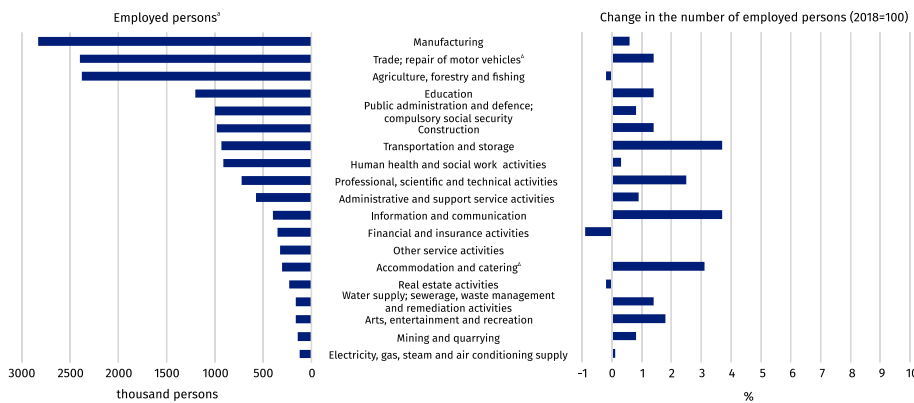 Employed personsᵃ
Change in the number of employed persons (2018=100)
Manufacturing
Trade; repair of motor vehiclesᐞ
Agriculture, forestry and fishing
Education
Public administration and defence;
compulsory social security
Construction
Transportation and storage
Human health and social work activities
Professional, scientific and technical activities
Administrative and support service activities
Information and communication
Financial and insurance activities
Other service activities
Accommodation and cateringᐞ
Real estate activities
Water supply; sewerage, waste management
and remediation activities
Arts, entertainment and recreation
Mining and quarrying
Electricity, gas, steam and air conditioning supply
3000 2500 2000 1500 1000 500 0
-1 0 1 2 3 4 5 6 7 8 9 10
thousand persons
%